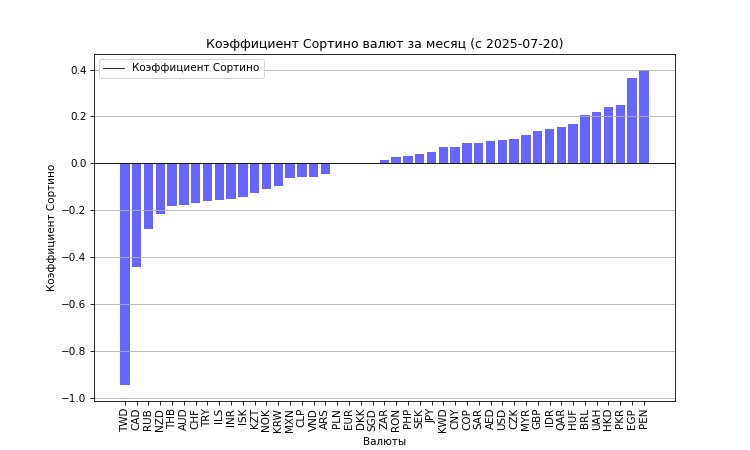 Коэффициент Сортино валют за месяц (с 2025-07-20)
Коэффициент Сортино
0.4
0.2
0.0
−0.2
−0.4
−0.6
−0.8
−1.0
Коэффициент Сортино
TWD
CAD
RUB
NZD
THB
AUD
CHF
TRY
ILS
INR
ISK
KZT
NOK
KRW
MXN
CLP
VND
ARS
PLN
EUR
DKK
SGD
ZAR
RON
PHP
SEK
JPY
KWD
CNY
COP
SAR
AED
USD
CZK
MYR
GBP
IDR
QAR
HUF
BRL
UAH
HKD
PKR
EGP
PEN
Валюты